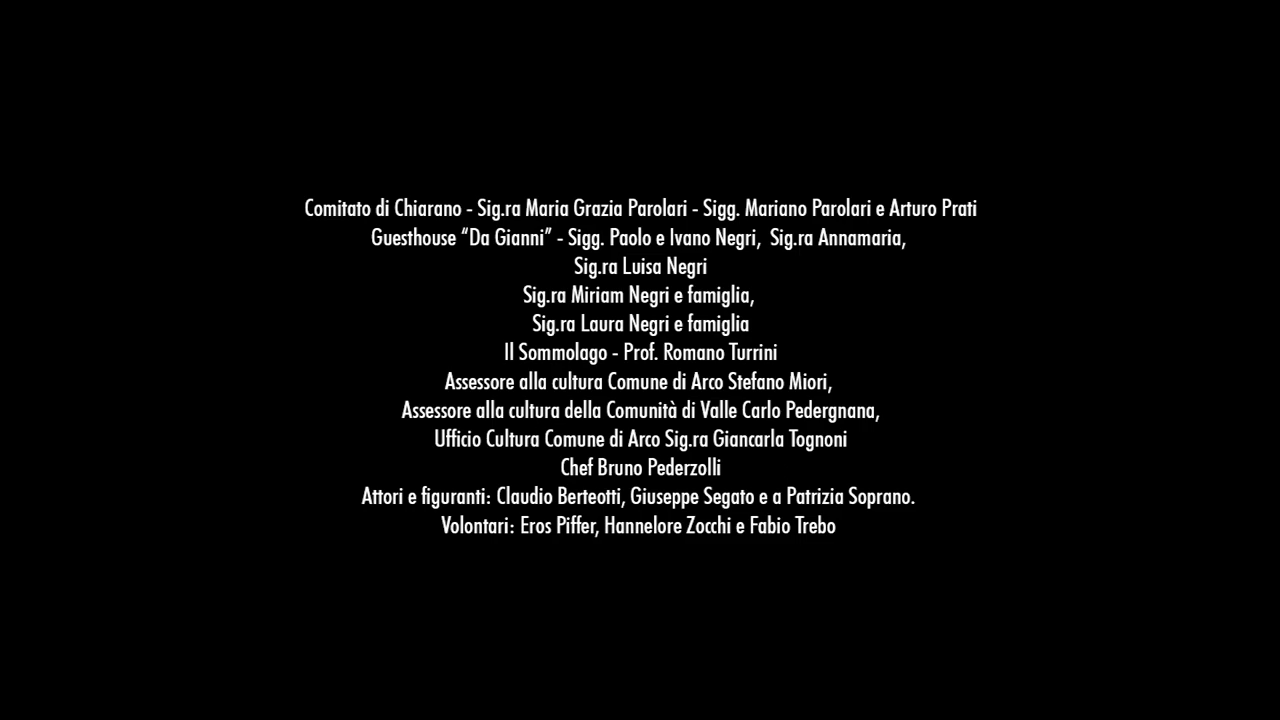 Comitato di Chiarano - Sig.ra Maria Grazia Parolari - Sigg. Mariano Parolari e Arturo Prati
Guesthouse “Da Gianni” - Sigg. Paolo e Ivano Negri,  Sig.ra Annamaria,
Sig.ra Luisa Negri
Sig.ra Miriam Negri e famiglia,
Sig.ra Laura Negri e famiglia
Il Sommolago - Prof. Romano Turrini
Assessore alla cultura Comune di Arco Stefano Miori,
Assessore alla cultura della Comunità di Valle Carlo Pedergnana,
Ufficio Cultura Comune di Arco Sig.ra Giancarla Tognoni
Chef Bruno Pederzolli
Attori e figuranti: Claudio Berteotti, Giuseppe Segato e a Patrizia Soprano.
Volontari: Eros Piffer, Hannelore Zocchi e Fabio Trebo